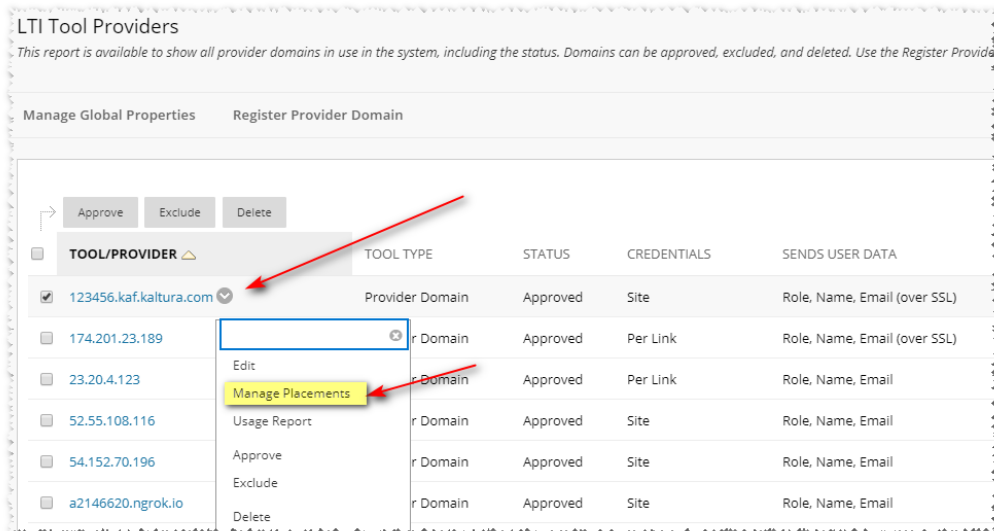 LTI Tool Providers
This report is available to show all provider domains in use in the system, including the status. Domains can be approved, excluded, and deleted. Use the Register Provide
Manage Global Properties Register Provider Domain
Approve Exclude Delete
TOOL/PROVIDER TOOL TYPE STATUS CREDENTIALS SENDS USER DATA
123456.kaf.kaltura.com Provider Domain Approved Site Role, Name, Email (over SSL)
174.201.23.189 r Domain Approved Per Link Role, Name, Email (over SSL)
Edit
23.20.4.123 r Domain Approved Per Link Role, Name, Email
Manage Placements
52.55.108.116 Usage Report r Domain Approved Site Role, Name, Email
Approve
54.152.70.196 r Domain Approved Site Role, Name, Email
Exclude
a2146620.ngrok.io r Domain Approved Site Role, Name, Email
Delete